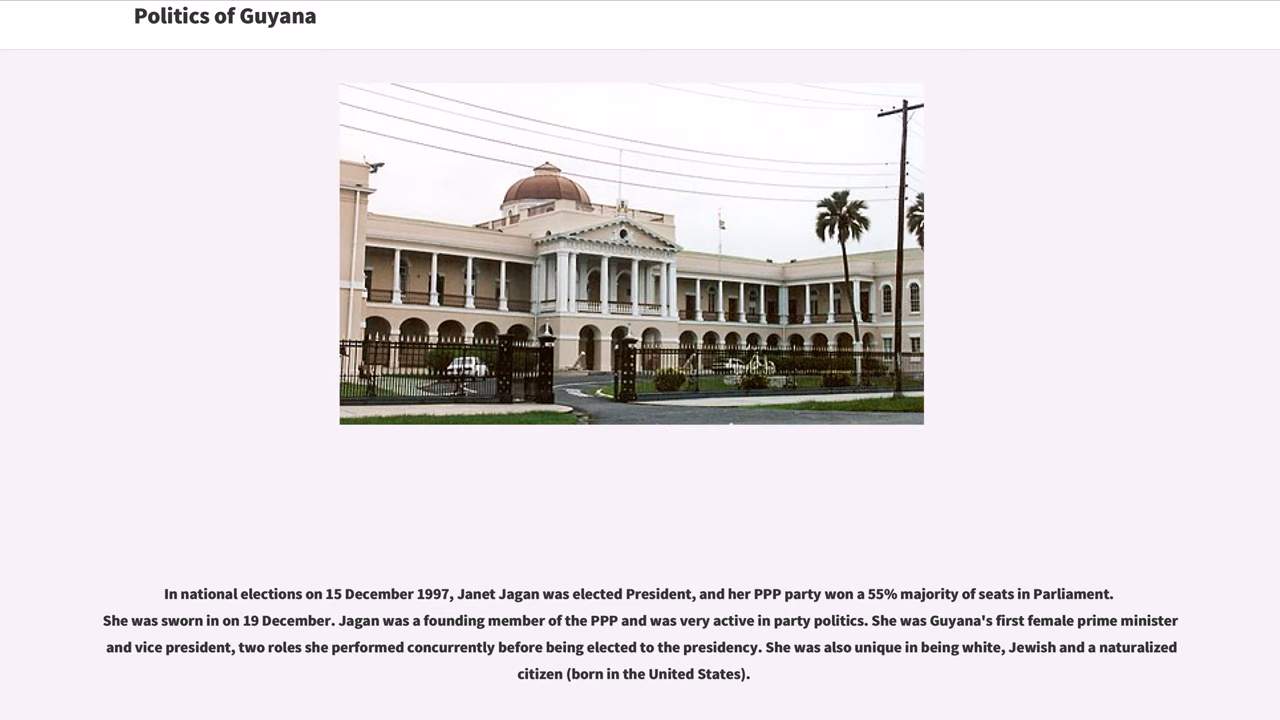 Politics of Guyana
In national elections on 15 December 1997, Janet Jagan was elected President, and her PPP party won a 55% majority of seats in Parliament.
She was sworn in on 19 December. Jagan was a founding member of the PPP and was very active in party politics. She was Guyana's first female prime minister
and vice president, two roles she performed concurrently before being elected to the presidency. She was also unique in being white, Jewish and a naturalized
citizen (born in the United States).